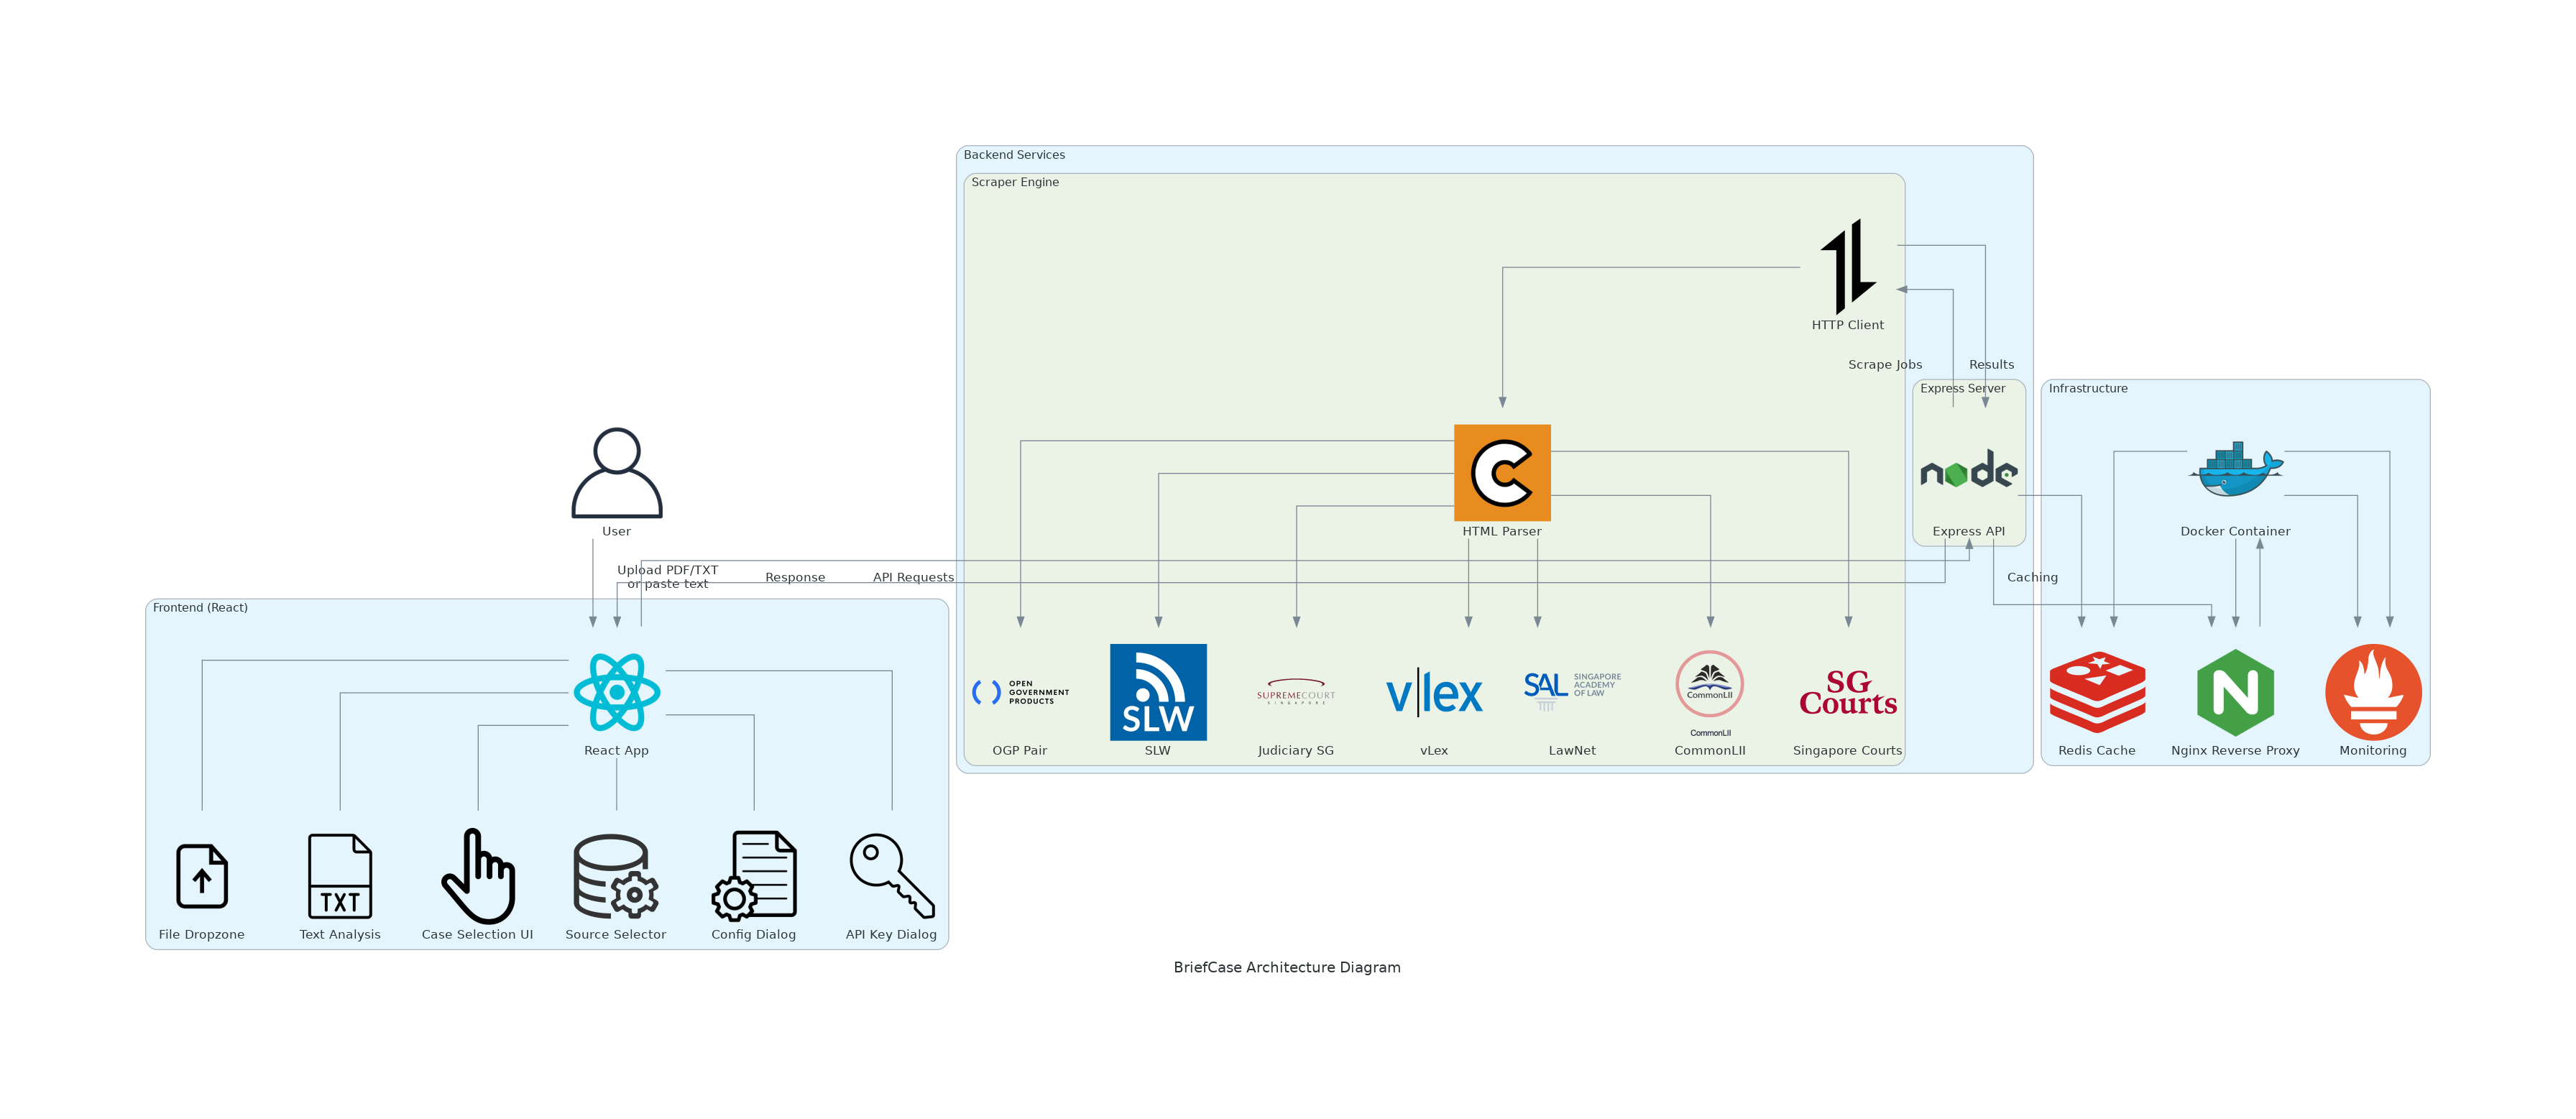 Backend Services
Scraper Engine
HTTP Client
Scrape Jobs
Results
Express Server
Infrastructure
node
User
HTML Parser
Express API
Docker Container
Upload PDF/TXT
or paste text
Response
API Requests
Caching
Frontend (React)
OPEN
GOVERNMENT
PRODUCTS
SLW
SUPREMECOURT
SINGAPORE
v|lex
SAL
SINGAPORE
ACADEMY
OF LAW
CommonLII
CommonLII
SG
Courts
N
React App
OGP Pair
SLW
Judiciary SG
vLex
LawNet
CommonLII
Singapore Courts
Redis Cache
Nginx Reverse Proxy
Monitoring
TXT
File Dropzone
Text Analysis
Case Selection UI
Source Selector
Config Dialog
API Key Dialog
BriefCase Architecture Diagram